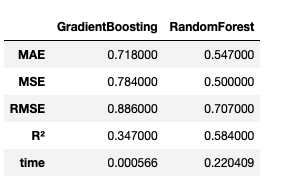 GradientBoosting RandomForest
MAE 0.718000 0.547000
MSE 0.784000 0.500000
RMSE 0.886000 0.707000
R² 0.347000 0.584000
time 0.000566 0.220409